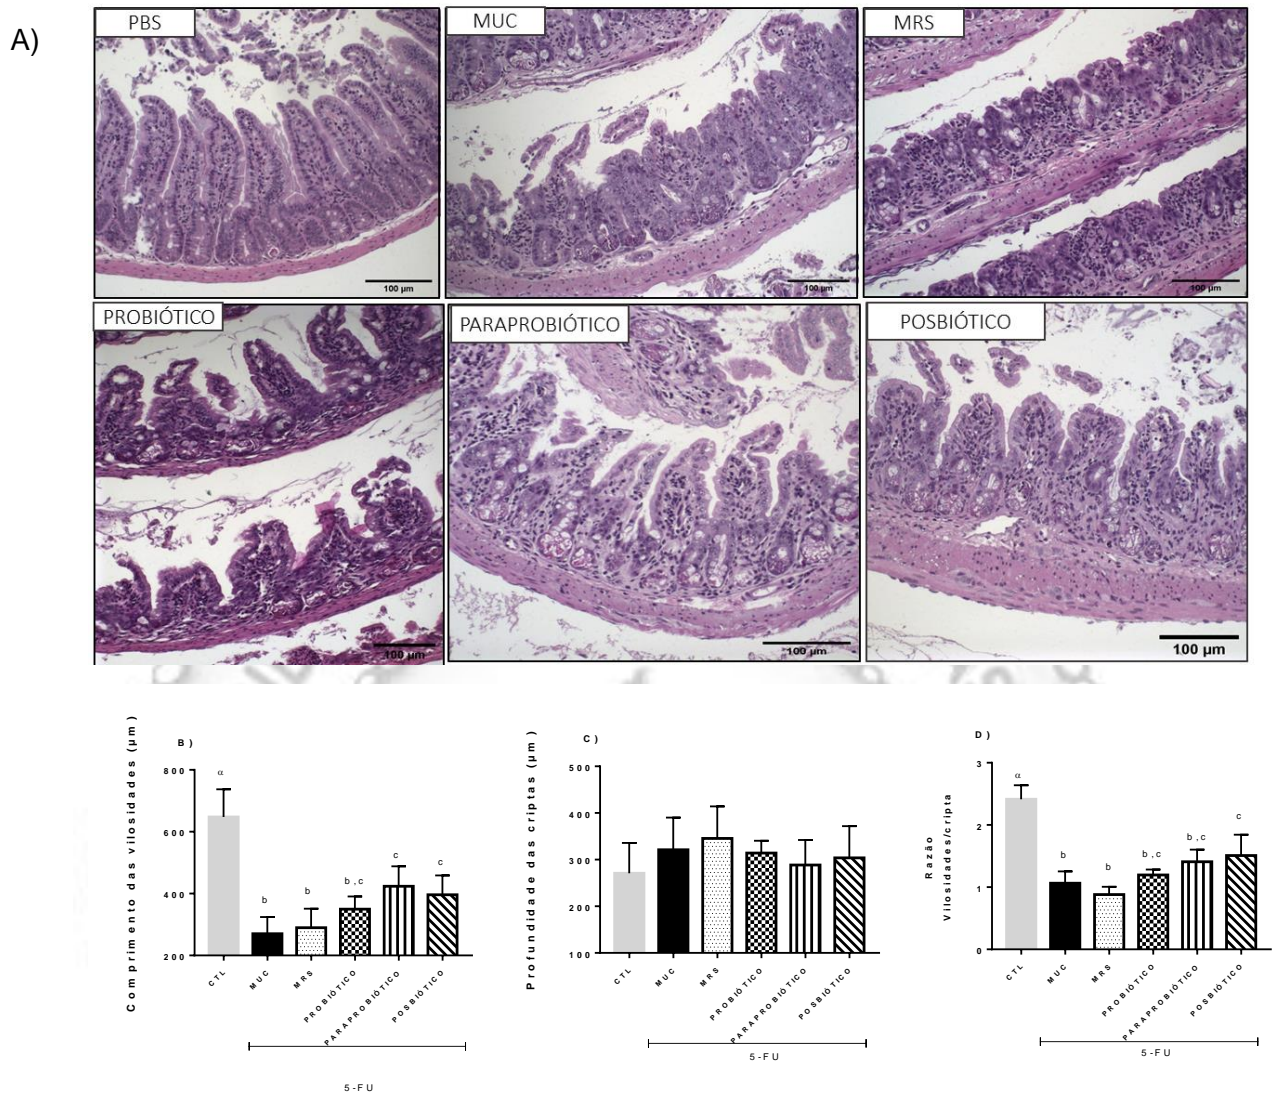 A)
PBS
MUC
MRS
100 µm
100 µm
100 µm
PROBIÓTICO
PARAPROBIÓTICO
POSBIÓTICO
100 µm
100 µm
100 µm
B)
Comprimento das vilosidades (µm)
800
600
400
200
α
b
b
b,c
c
c
CTL
MUC
MRS
PROBIÓTICO
PARAPROBIÓTICO
POSBIÓTICO
5-FU
C)
Profundidade das criptas (µm)
500
400
300
200
100
CTL
MUC
MRS
PROBIÓTICO
PARAPROBIÓTICO
POSBIÓTICO
5-FU
D)
Razão
Vilosidades/cripta
3
2
1
0
α
b
b
b,c
b,c
c
CTL
MUC
MRS
PROBIÓTICO
PARAPROBIÓTICO
POSBIÓTICO
5-FU